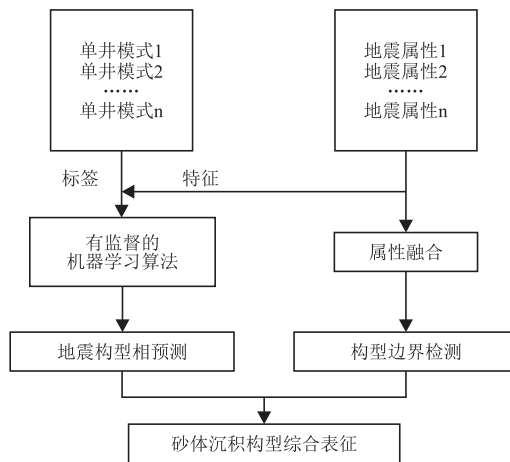 单井模式1
单井模式2
……
单井模式n
地震属性1
地震属性2
……
地震属性n
标签
特征
有监督的
机器学习算法
属性融合
地震构型相预测
构型边界检测
砂体沉积构型综合表征